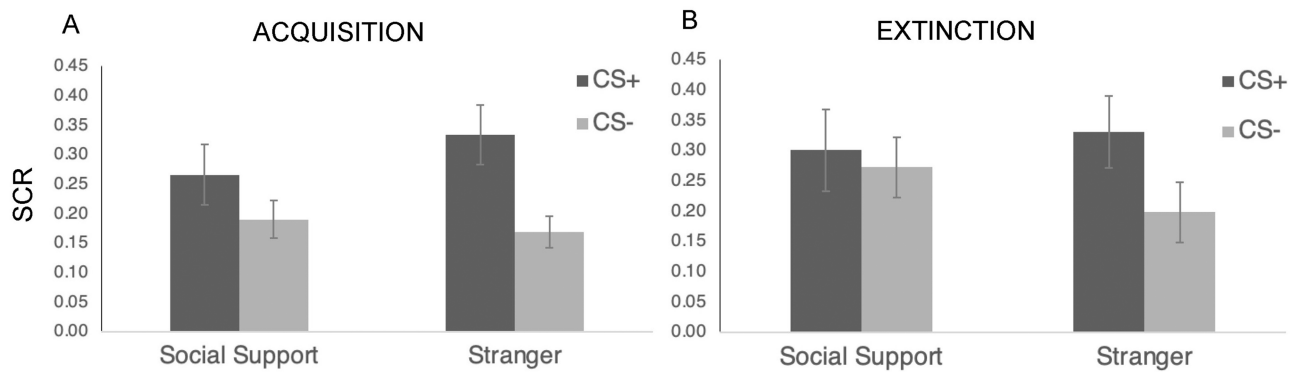 A
ACQUISITION
SCR
0.45
0.40
0.35
0.30
0.25
0.20
0.15
0.10
0.05
0.00
CS+
CS-
Social Support
Stranger
B
EXTINCTION
0.45
0.40
0.35
0.30
0.25
0.20
0.15
0.10
0.05
0.00
CS+
CS-
Social Support
Stranger